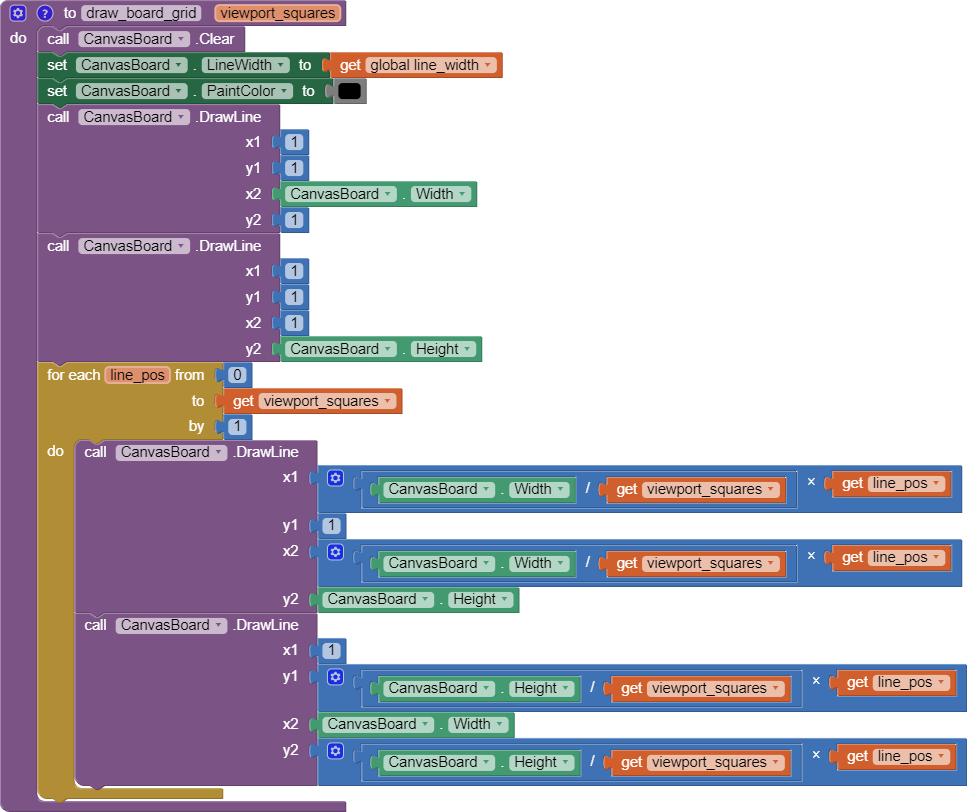 ? to draw_board_grid viewport_squares
do call CanvasBoard .Clear
set CanvasBoard . LineWidth to get global line_width
set CanvasBoard . PaintColor to
call CanvasBoard .DrawLine
x1 1
y1 1
x2 CanvasBoard . Width
y2 1
call CanvasBoard .DrawLine
x1 1
y1 1
x2 1
y2 CanvasBoard . Height
for each line_pos from 0
to get viewport_squares
by 1
do call CanvasBoard .DrawLine
x1 CanvasBoard . Width / get viewport_squares × get line_pos
y1 1
x2 CanvasBoard . Width / get viewport_squares × get line_pos
y2 CanvasBoard . Height
call CanvasBoard .DrawLine
x1 1
y1 CanvasBoard . Height / get viewport_squares × get line_pos
x2 CanvasBoard . Width
y2 CanvasBoard . Height / get viewport_squares × get line_pos